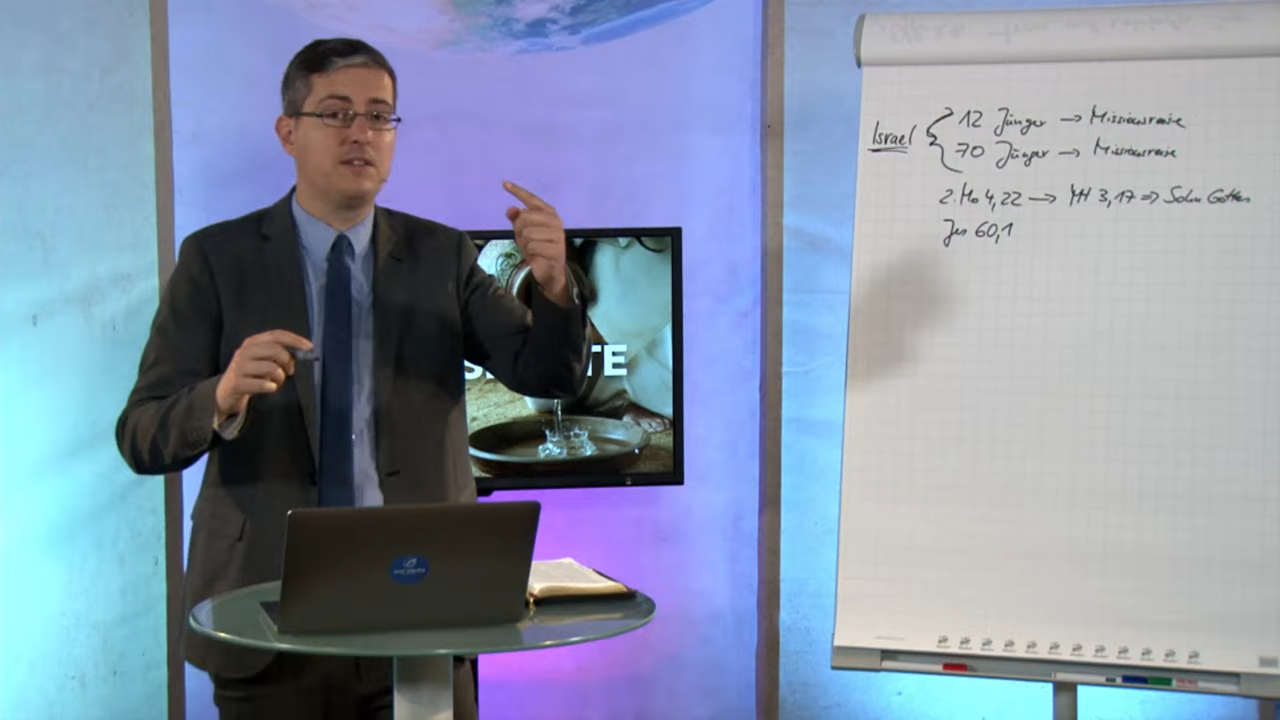 Israel { 12 Jünger → Missionsreise
70 Jünger → Missionsreise
2.Mo 4,22 → Mt 3,17 => Sohn Gottes
Jes 60,1
TE